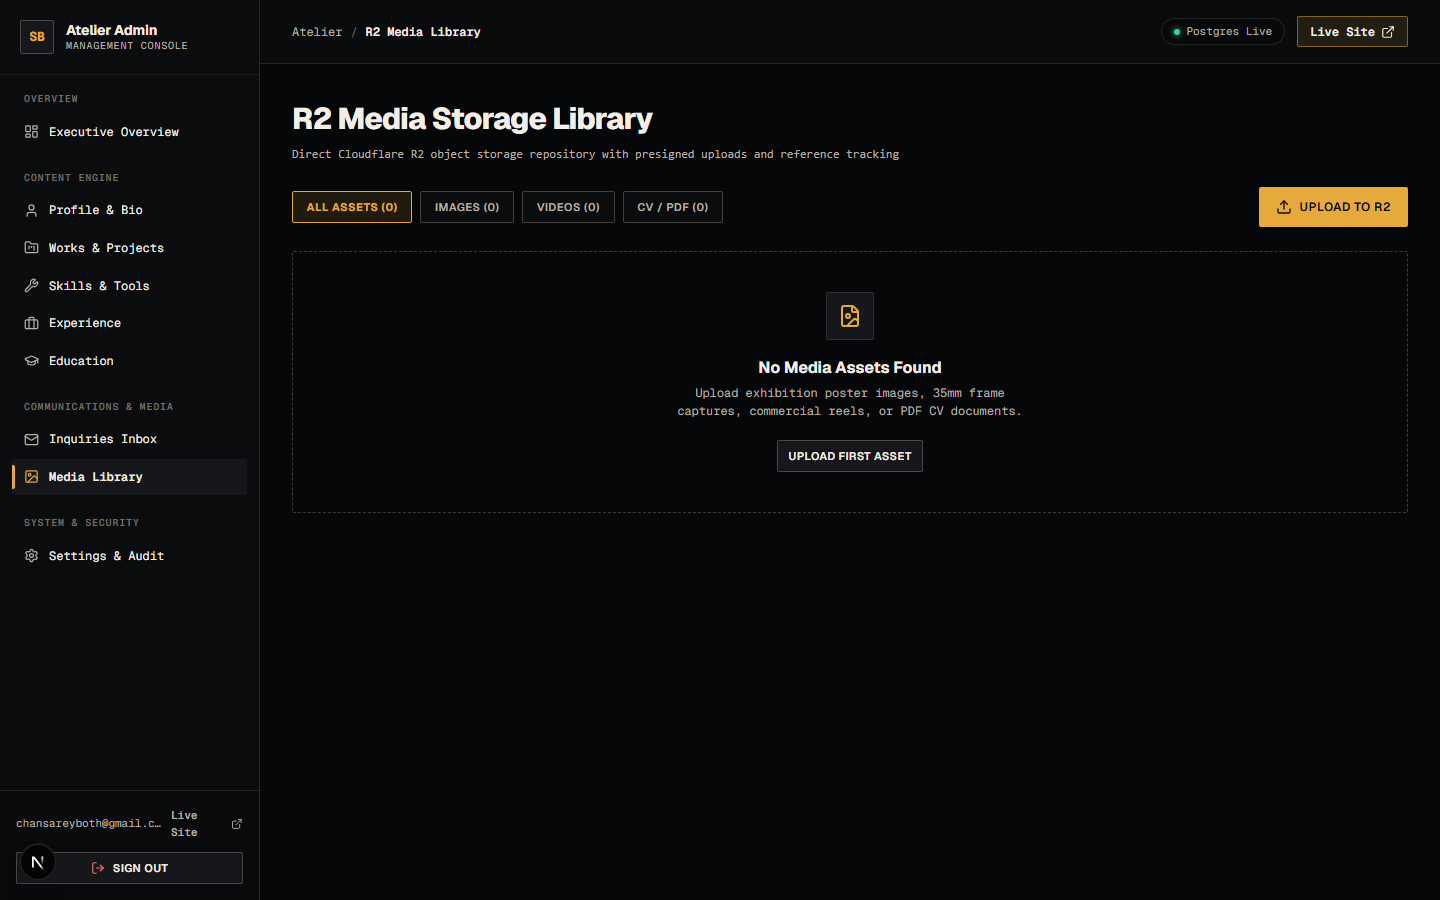 SB
Atelier Admin
MANAGEMENT CONSOLE
OVERVIEW
Executive Overview
CONTENT ENGINE
Profile & Bio
Works & Projects
Skills & Tools
Experience
Education
COMMUNICATIONS & MEDIA
Inquiries Inbox
Media Library
SYSTEM & SECURITY
Settings & Audit
chansareyboth@gmail.c…
Live
Site
N
SIGN OUT
Atelier / R2 Media Library
Postgres Live
Live Site
R2 Media Storage Library
Direct Cloudflare R2 object storage repository with presigned uploads and reference tracking
ALL ASSETS (0)
IMAGES (0)
VIDEOS (0)
CV / PDF (0)
UPLOAD TO R2
No Media Assets Found
Upload exhibition poster images, 35mm frame
captures, commercial reels, or PDF CV documents.
UPLOAD FIRST ASSET